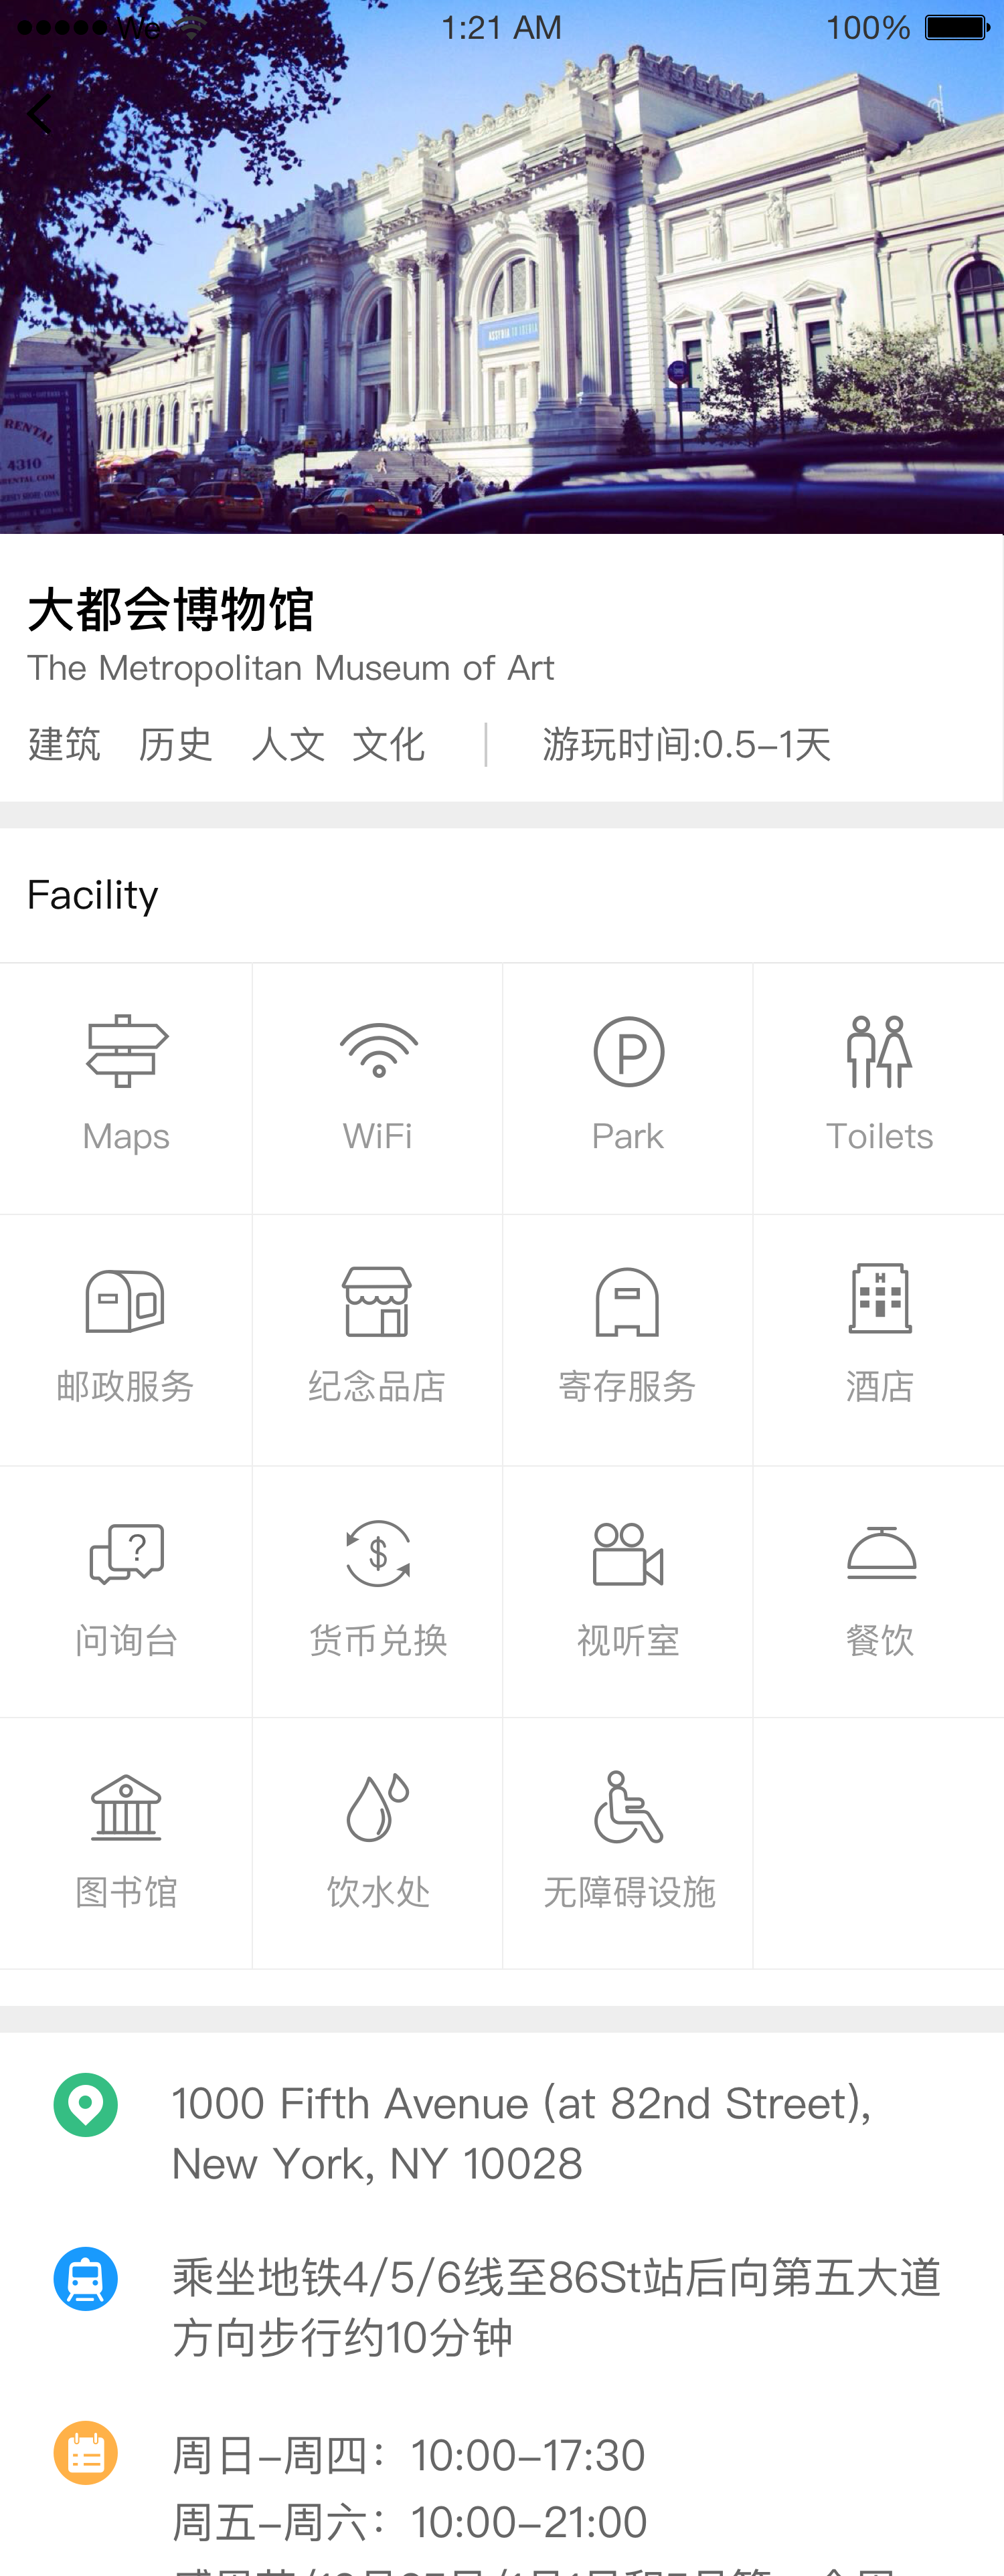 We 1:21 AM 100%
ASSYRIA TO IBERIA
RENTAL
4310
大都会博物馆
The Metropolitan Museum of Art
建筑 历史 人文 文化 | 游玩时间:0.5–1天
Facility
Maps WiFi Park Toilets
邮政服务 纪念品店 寄存服务 酒店
问询台 货币兑换 视听室 餐饮
图书馆 饮水处 无障碍设施
1000 Fifth Avenue (at 82nd Street),
New York, NY 10028
乘坐地铁4/5/6线至86St站后向第五大道
方向步行约10分钟
周日–周四：10:00–17:30
周五–周六：10:00–21:00